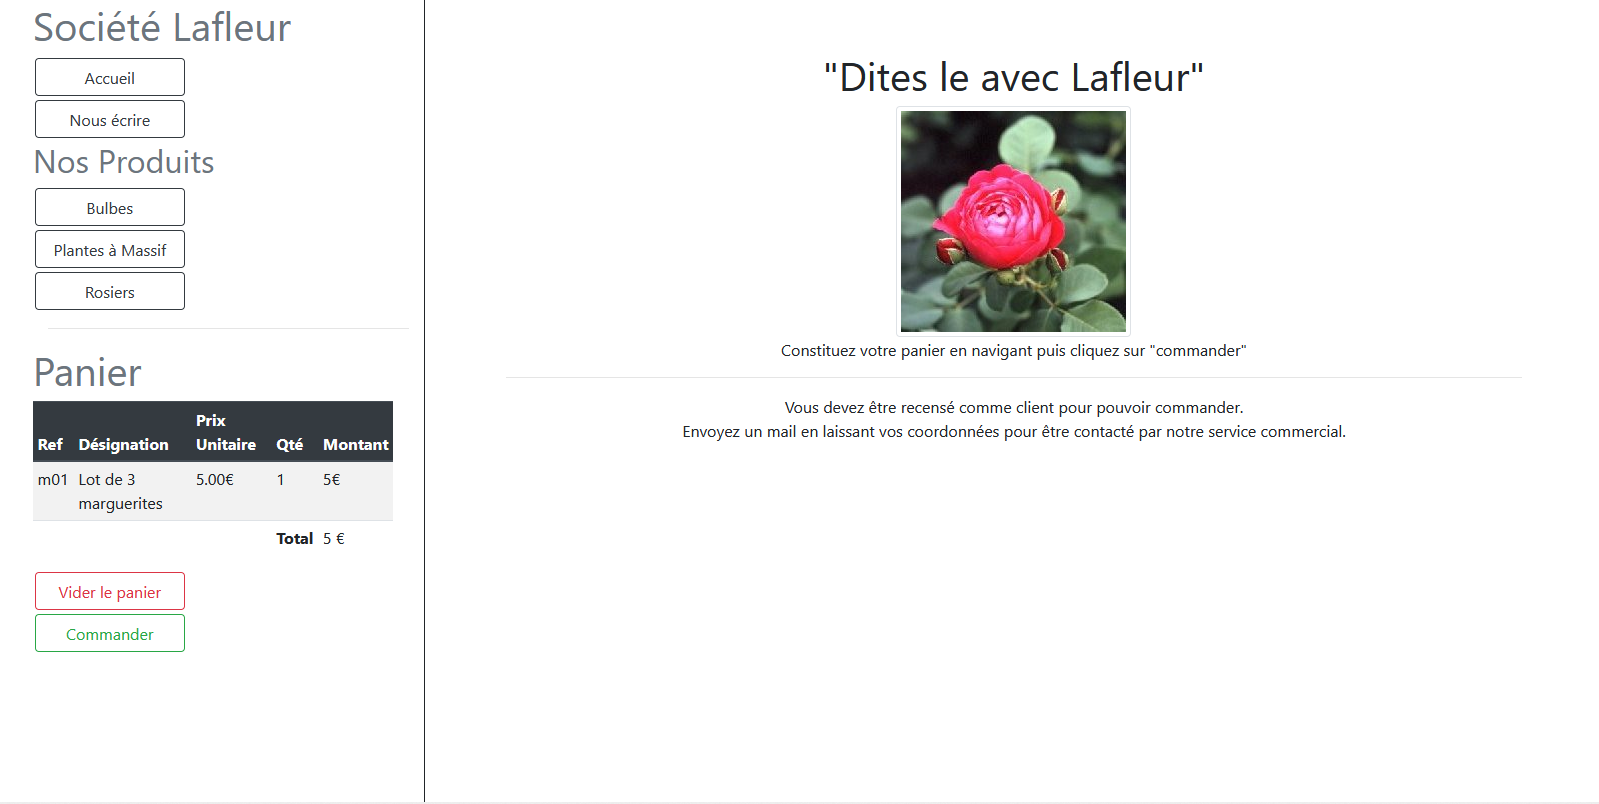 Société Lafleur
Accueil
Nous écrire
Nos Produits
Bulbes
Plantes à Massif
Rosiers
Panier
Ref Désignation Prix Unitaire Qté Montant
m01 Lot de 3 marguerites 5.00€ 1 5€
Total 5 €
Vider le panier
Commander
"Dites le avec Lafleur"
Constituez votre panier en navigant puis cliquez sur "commander"
Vous devez être recensé comme client pour pouvoir commander.
Envoyez un mail en laissant vos coordonnées pour être contacté par notre service commercial.